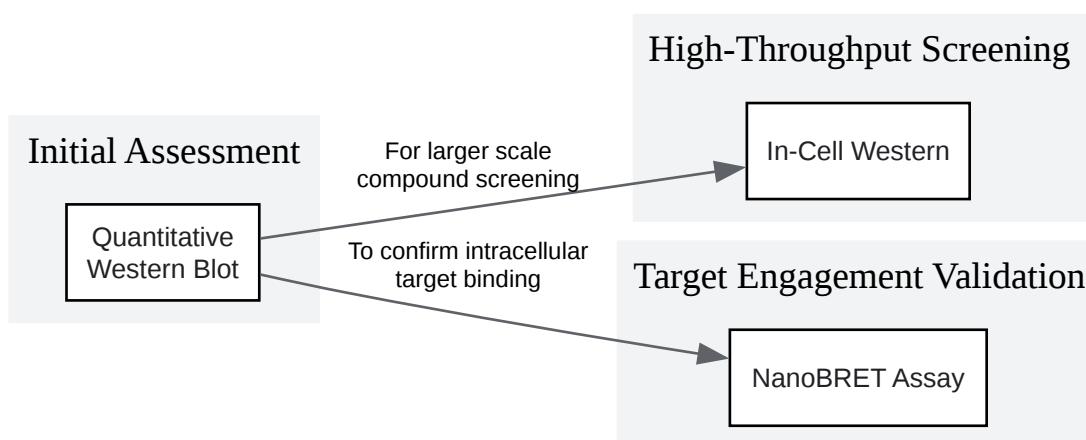 High-Throughput Screening
In-Cell Western
Initial Assessment
Quantitative
Western Blot
For larger scale
compound screening
To confirm intracellular
target binding
Target Engagement Validation
NanoBRET Assay